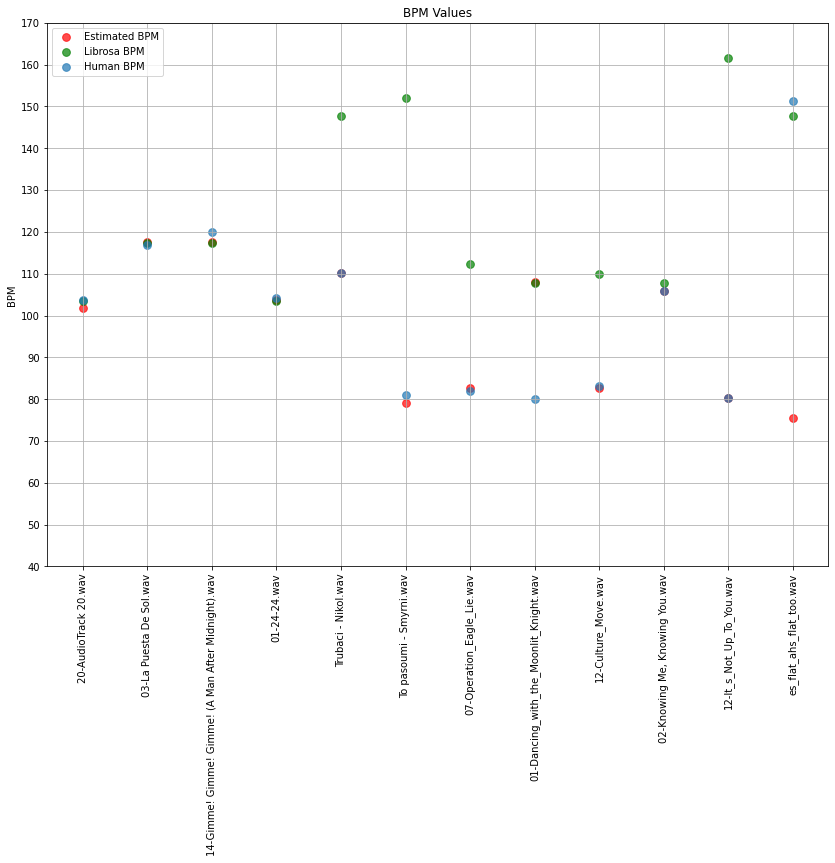 BPM Values
Estimated BPM
Librosa BPM
Human BPM
BPM
170
160
150
140
130
120
110
100
90
80
70
60
50
40
20-AudioTrack 20.wav
03-La Puesta De Sol.wav
14-Gimme! Gimme! Gimme! (A Man After Midnight).wav
01-24-24.wav
Trubaci - Nikol.wav
To pasoumi - Smyrni.wav
07-Operation_Eagle_Lie.wav
01-Dancing_with_the_Moonlit_Knight.wav
12-Culture_Move.wav
02-Knowing Me, Knowing You.wav
12-It_s_Not_Up_To_You.wav
es_flat_ahs_flat_too.wav